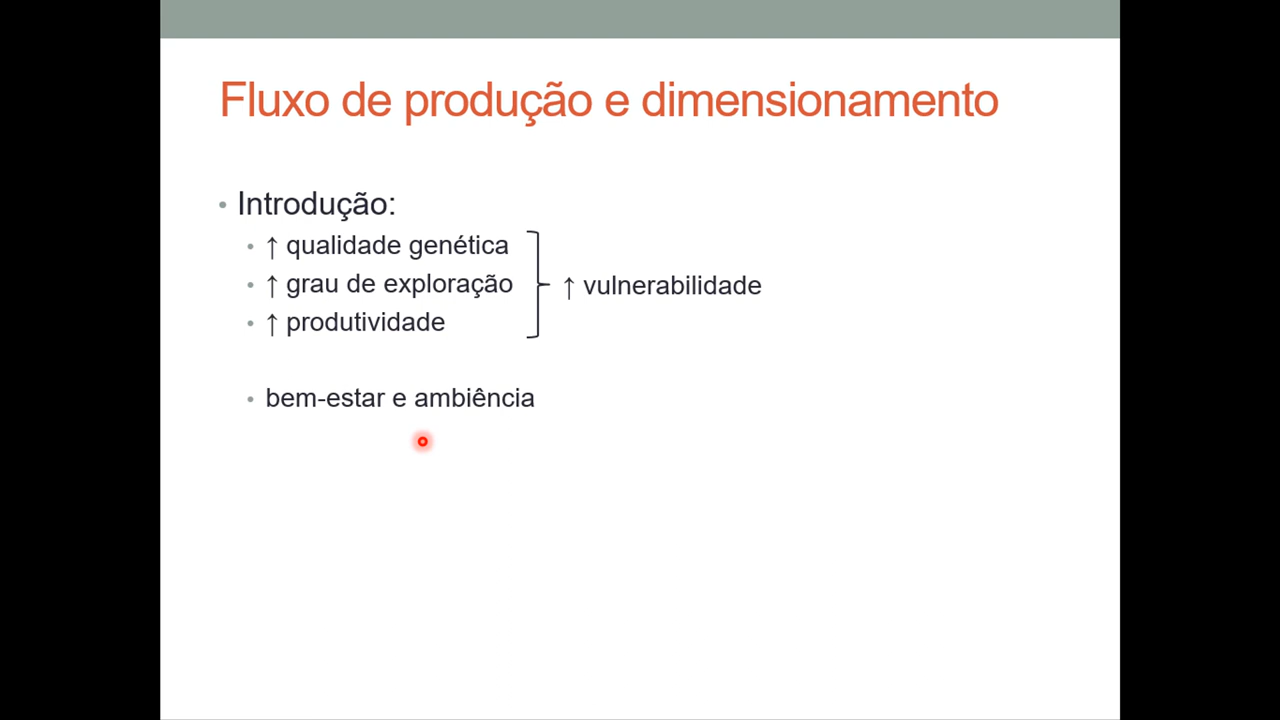 Fluxo de produção e dimensionamento
• Introdução:
• ↑ qualidade genética
• ↑ grau de exploração
↑ vulnerabilidade
• ↑ produtividade
• bem-estar e ambiência